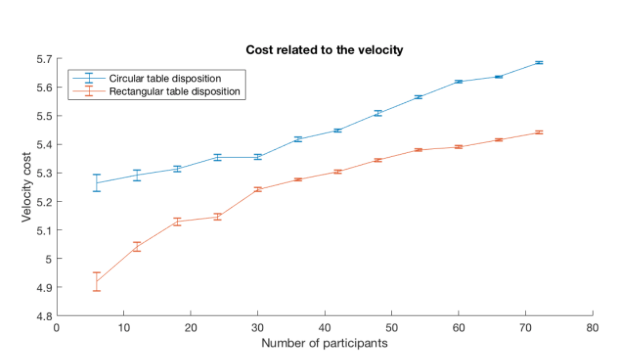 Cost related to the velocity
5.7
5.6
5.5
5.4
5.3
5.2
5.1
5
4.9
4.8
Velocity cost
Circular table disposition
Rectangular table disposition
0 10 20 30 40 50 60 70 80
Number of participants